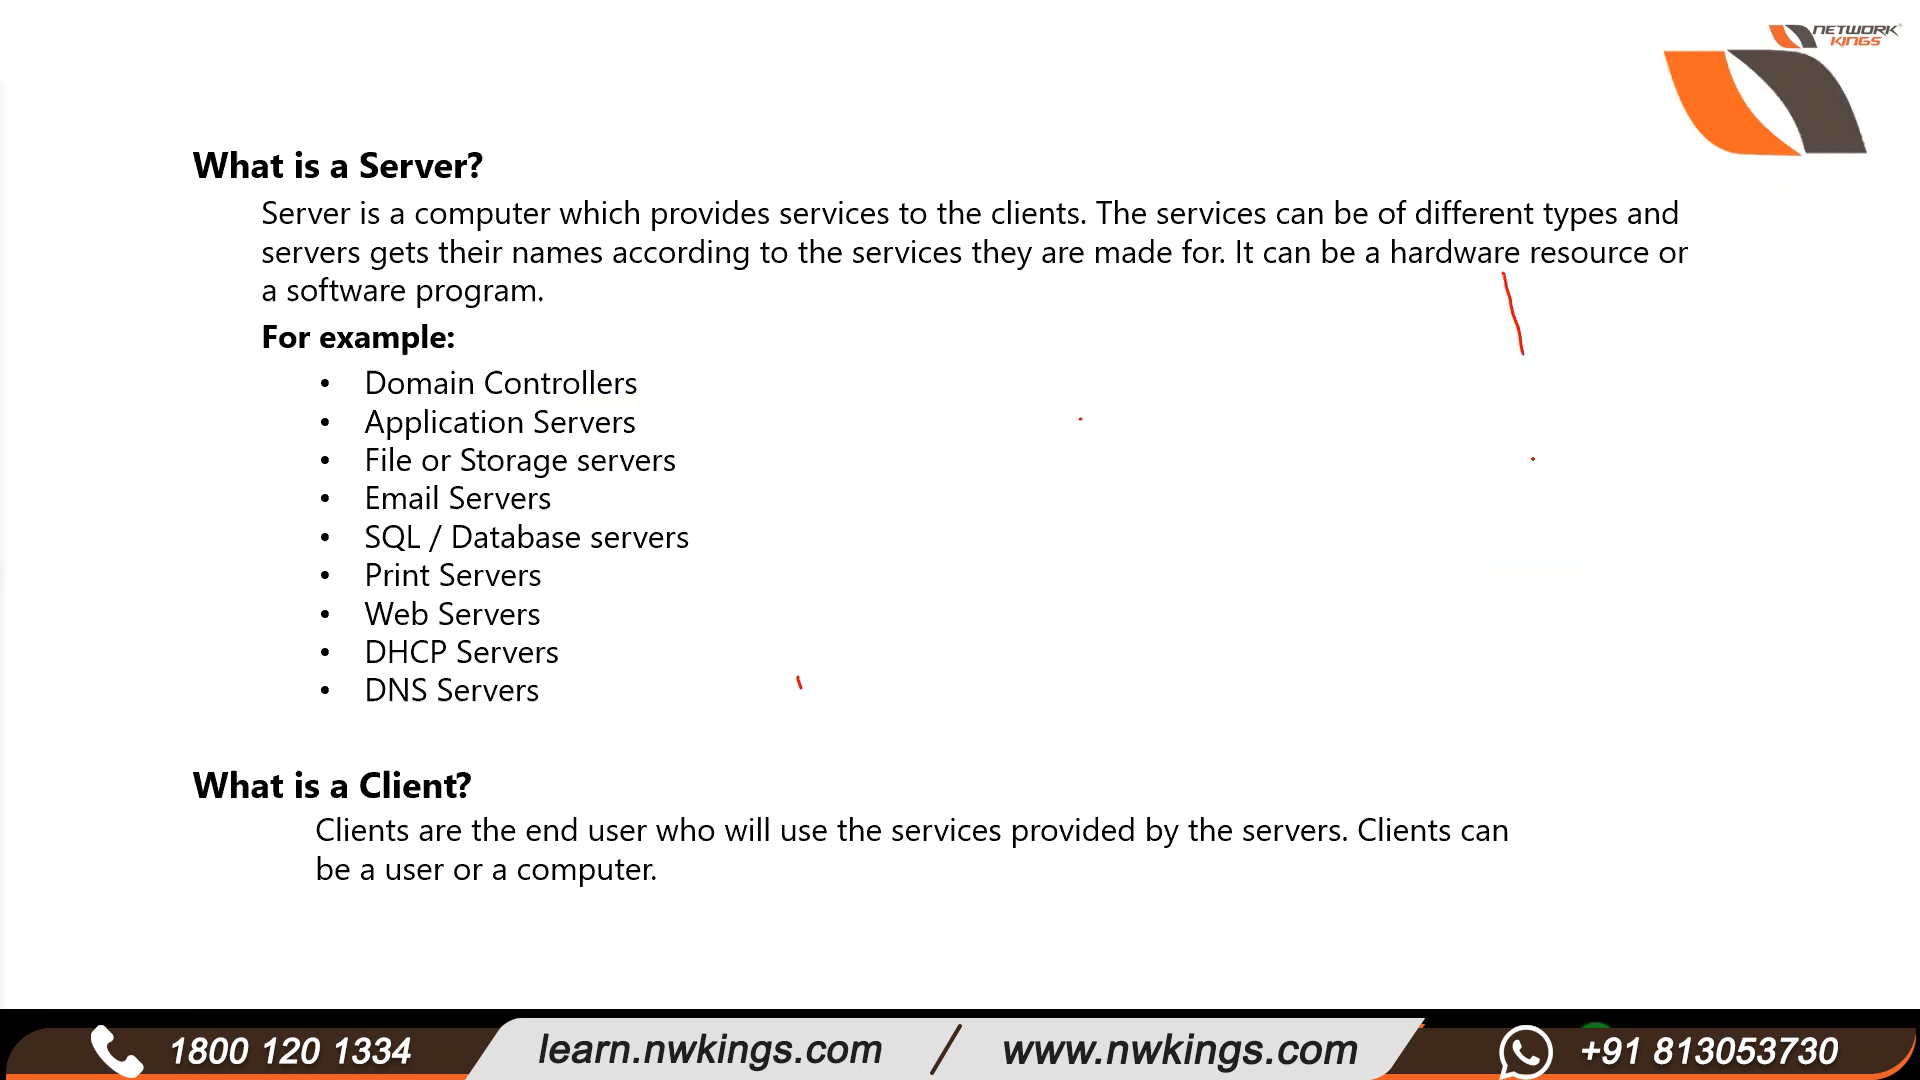 NETWORK
KINGS
What is a Server?
Server is a computer which provides services to the clients. The services can be of different types and
servers gets their names according to the services they are made for. It can be a hardware resource or
a software program.
For example:
• Domain Controllers
• Application Servers
• File or Storage servers
• Email Servers
• SQL / Database servers
• Print Servers
• Web Servers
• DHCP Servers
• DNS Servers
What is a Client?
Clients are the end user who will use the services provided by the servers. Clients can
be a user or a computer.
1800 120 1334 learn.nwkings.com / www.nwkings.com +91 813053730